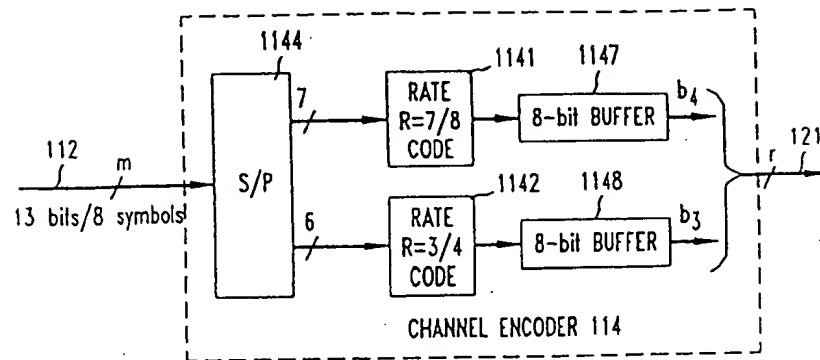 1144
1141
1147
7
RATE
R=7/8
CODE
8-bit BUFFER
b4
112
m
S/P
r
121
13 bits/8 symbols
1142
1148
6
RATE
R=3/4
CODE
8-bit BUFFER
b3
CHANNEL ENCODER 114